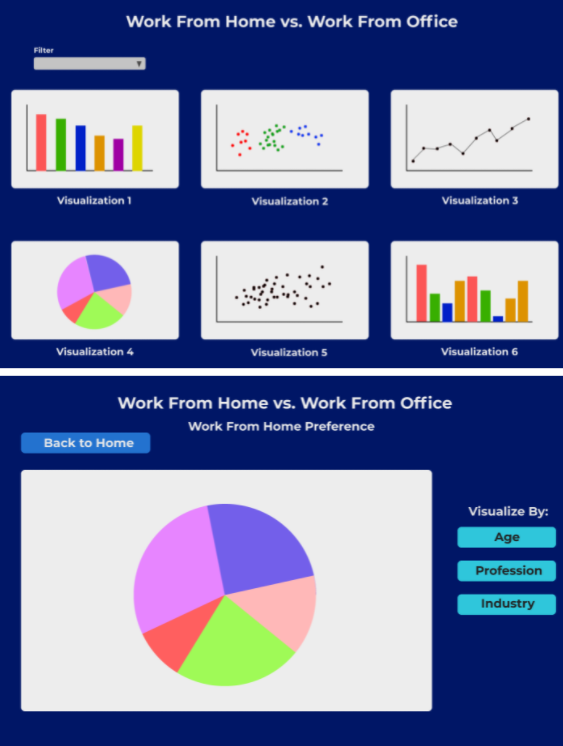 Work From Home vs. Work From Office
Filter
Visualization 1
Visualization 2
Visualization 3
Visualization 4
Visualization 5
Visualization 6
Work From Home vs. Work From Office
Work From Home Preference
Back to Home
Visualize By:
Age
Profession
Industry